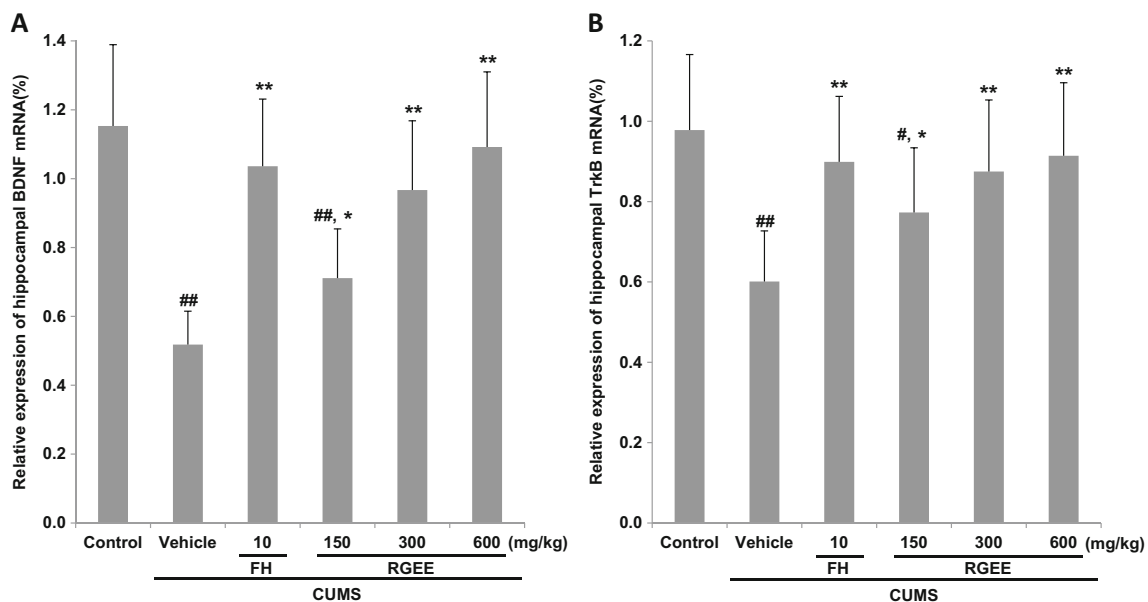 A
Relative expression of hippocampal BDNF mRNA(%)
1.4
1.2
1.0
0.8
0.6
0.4
0.2
0.0
##
**
##, *
**
**
Control Vehicle 10 150 300 600 (mg/kg)
FH RGEE
CUMS
B
Relative expression of hippocampal TrkB mRNA(%)
1.2
1.0
0.8
0.6
0.4
0.2
0.0
##
**
#, *
**
**
Control Vehicle 10 150 300 600 (mg/kg)
FH RGEE
CUMS